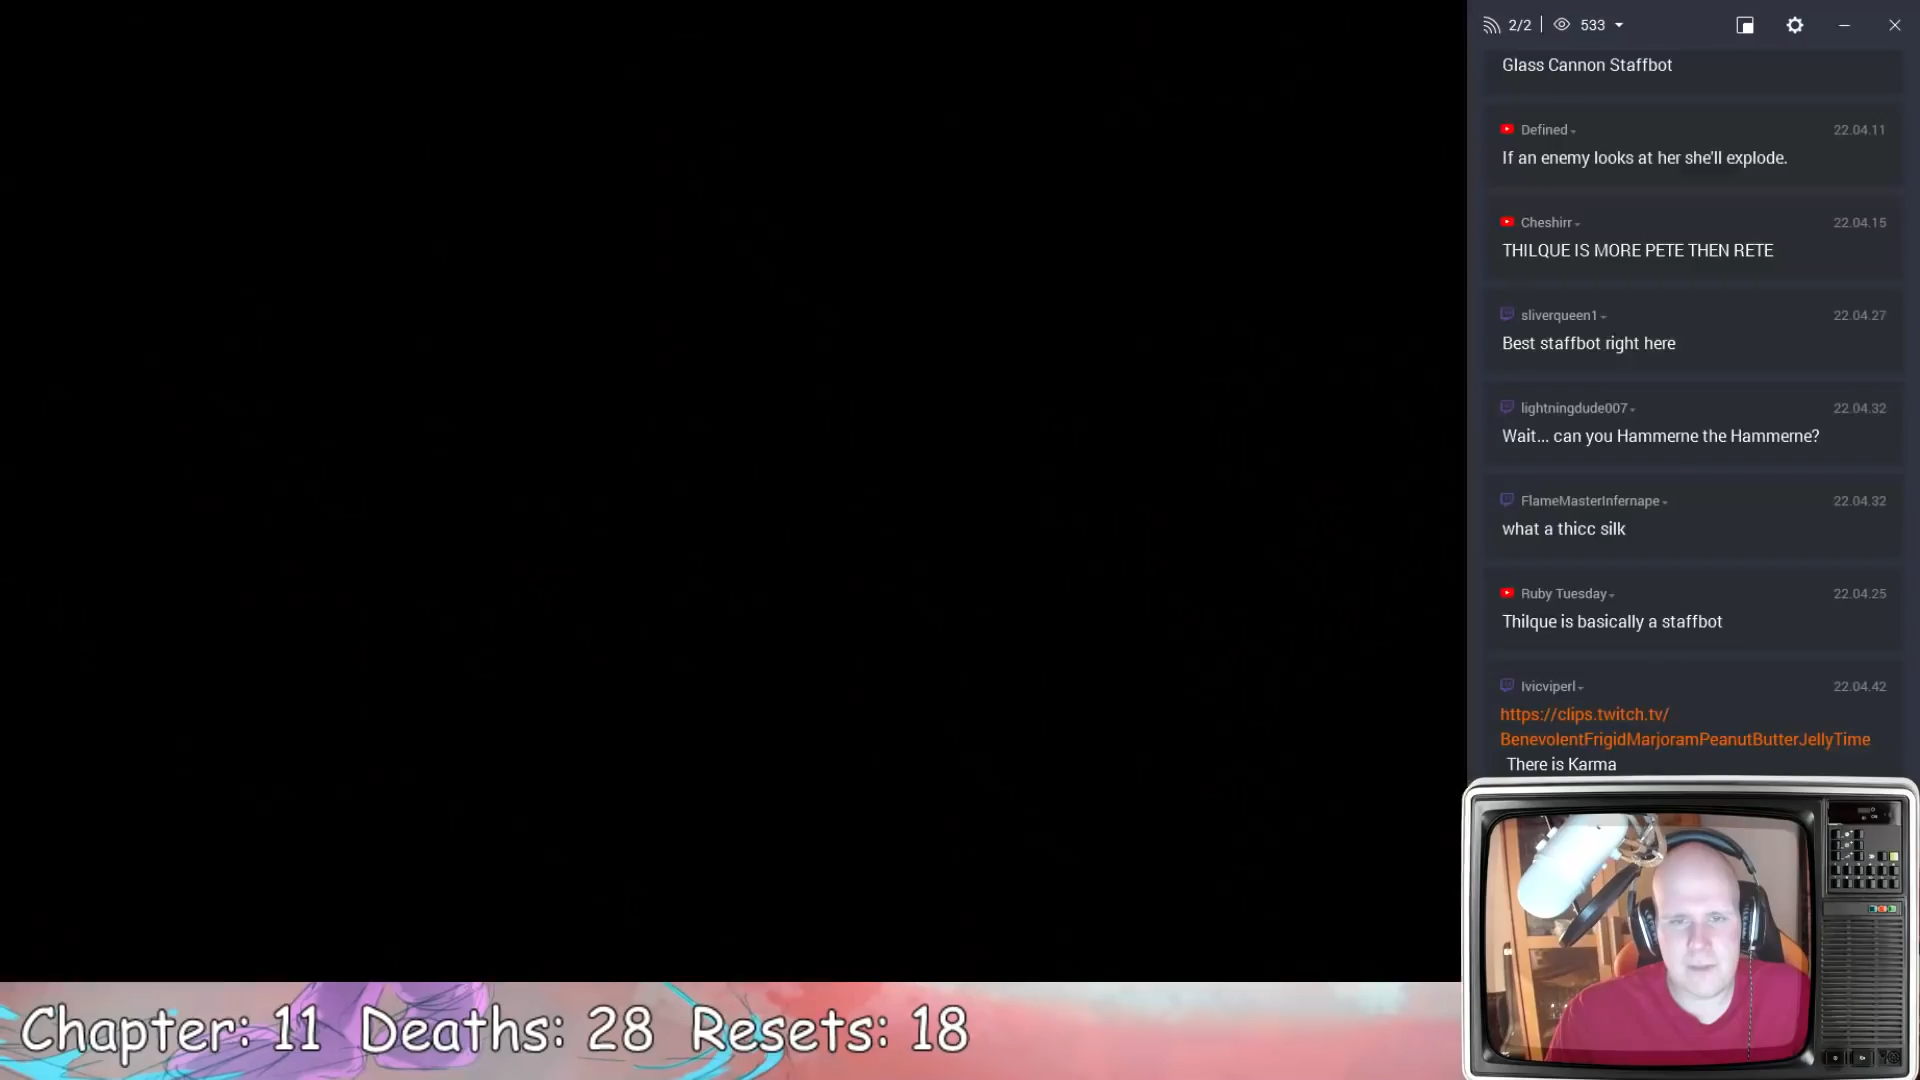 2/2 533
Glass Cannon Staffbot
Defined 22.04.11
If an enemy looks at her she'll explode.
Cheshirr 22.04.15
THILQUE IS MORE PETE THEN RETE
sliverqueen1 22.04.27
Best staffbot right here
lightningdude007 22.04.32
Wait... can you Hammerne the Hammerne?
FlameMasterInfernape 22.04.32
what a thicc silk
Ruby Tuesday 22.04.25
Thilque is basically a staffbot
Ivicviperl 22.04.42
https://clips.twitch.tv/
BenevolentFrigidMarjoramPeanutButterJellyTime
There is Karma
Chapter: 11 Deaths: 28 Resets: 18